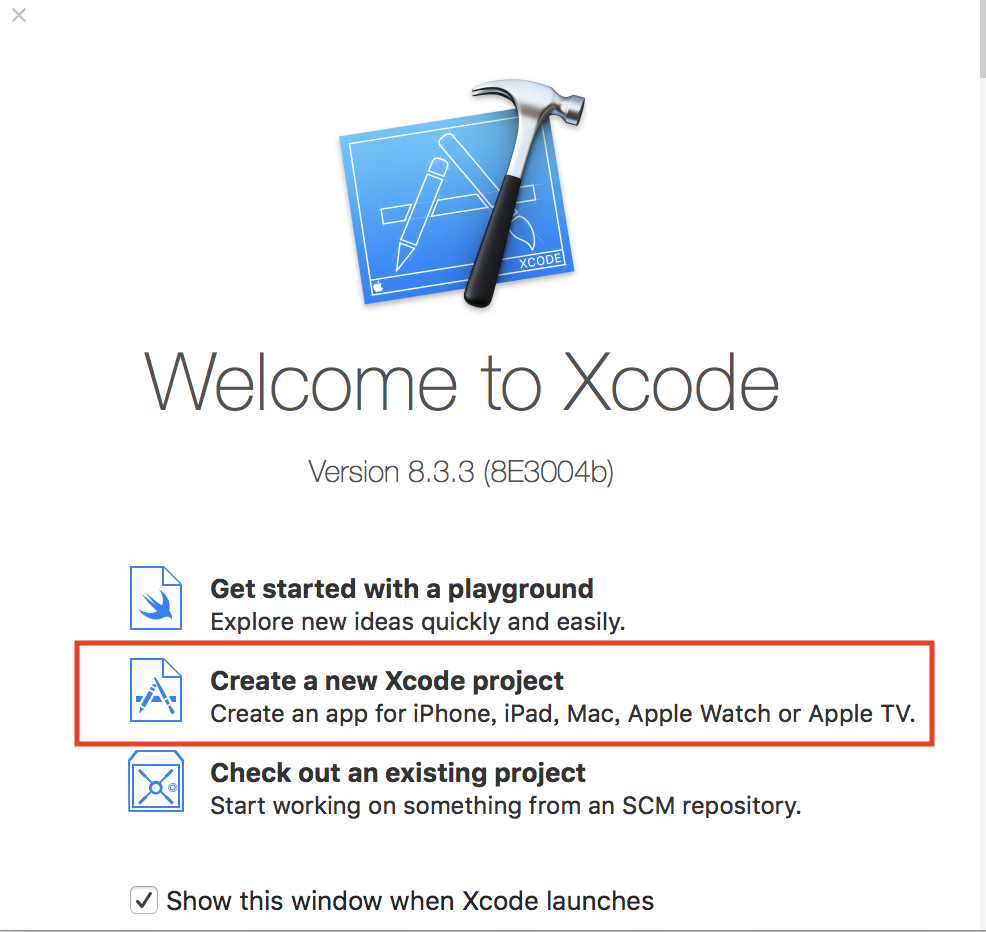 XCODE
Welcome to Xcode
Version 8.3.3 (8E3004b)
Get started with a playground
Explore new ideas quickly and easily.
Create a new Xcode project
Create an app for iPhone, iPad, Mac, Apple Watch or Apple TV.
Check out an existing project
Start working on something from an SCM repository.
Show this window when Xcode launches